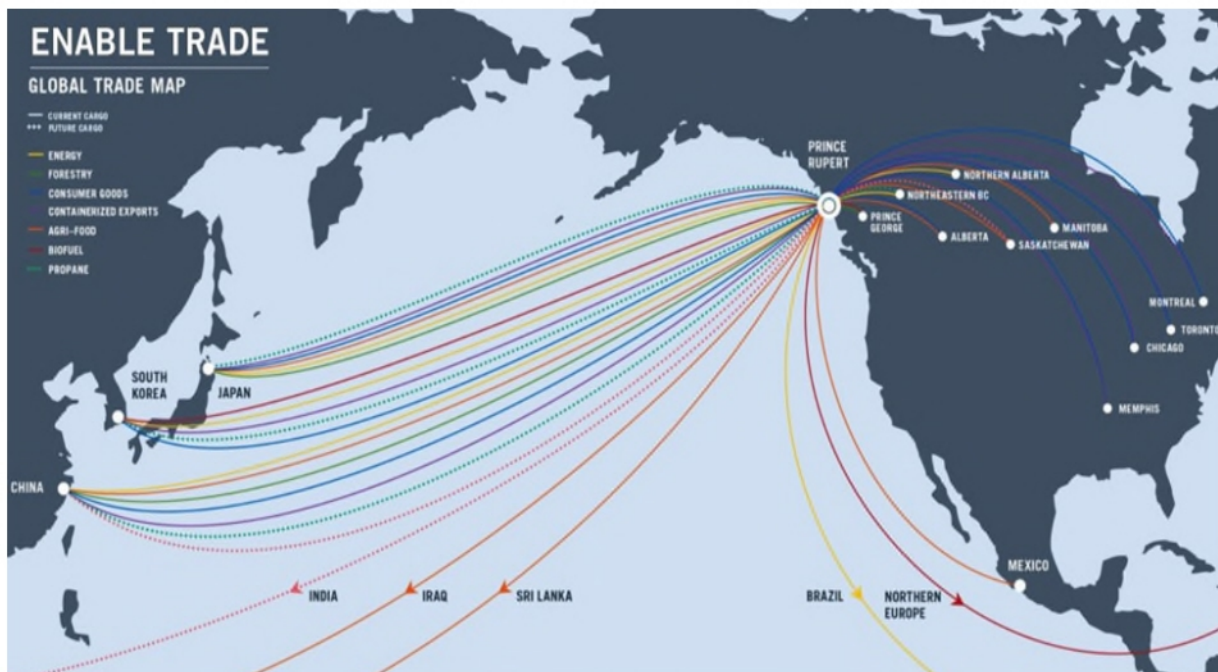 ENABLE TRADE
GLOBAL TRADE MAP
CURRENT CARGO
FUTURE CARGO
ENERGY
FORESTRY
CONSUMER GOODS
CONTAINERIZED EXPORTS
AGRI-FOOD
BIOFUEL
PROPANE
PRINCE
RUPERT
NORTHERN ALBERTA
NORTHEASTERN BC
PRINCE
GEORGE
ALBERTA
MANITOBA
SASKATCHEWAN
MONTREAL
TORONTO
CHICAGO
MEMPHIS
SOUTH
KOREA
JAPAN
CHINA
INDIA
IRAQ
SRI LANKA
BRAZIL
NORTHERN
EUROPE
MEXICO